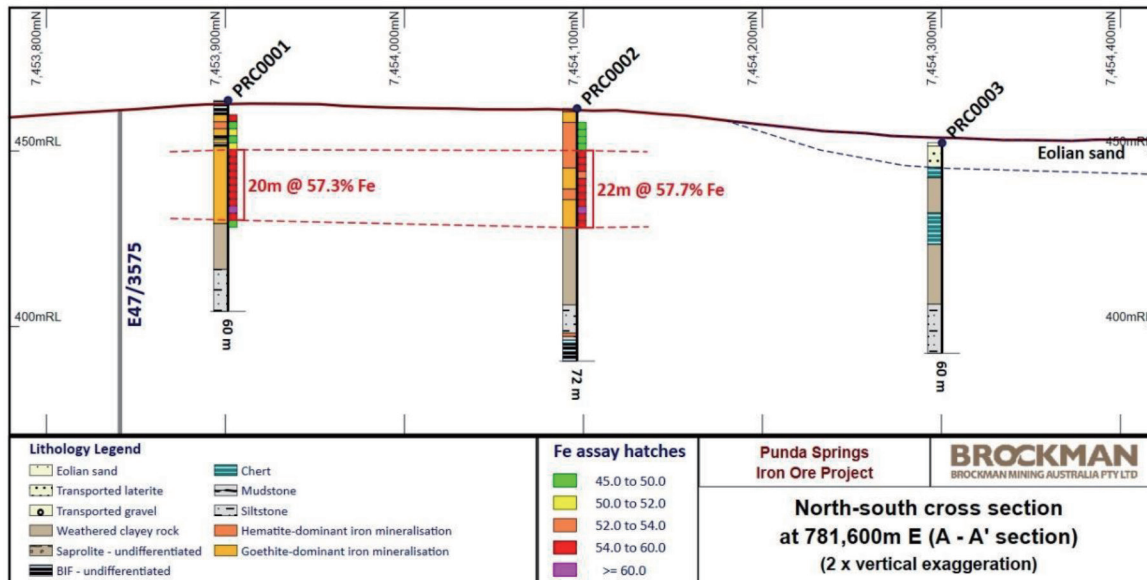 7,453,800mN
7,453,900mN
7,454,000mN
7,454,100mN
7,454,200mN
7,454,300mN
7,454,400mN
PRC0001
PRC0002
PRC0003
450mRL
450mRL
Eolian sand
20m @ 57.3% Fe
22m @ 57.7% Fe
E47/3575
400mRL
400mRL
60 m
72 m
60 m
Lithology Legend
Eolian sand
Transported laterite
Transported gravel
Weathered clayey rock
Saprolite - undifferentiated
BIF - undifferentiated
Chert
Mudstone
Siltstone
Hematite-dominant iron mineralisation
Goethite-dominant iron mineralisation
Fe assay hatches
45.0 to 50.0
50.0 to 52.0
52.0 to 54.0
54.0 to 60.0
>= 60.0
Punda Springs
Iron Ore Project
BROCKMAN
BROCKMAN MINING AUSTRALIA PTY LTD
North-south cross section
at 781,600m E (A - A' section)
(2 x vertical exaggeration)